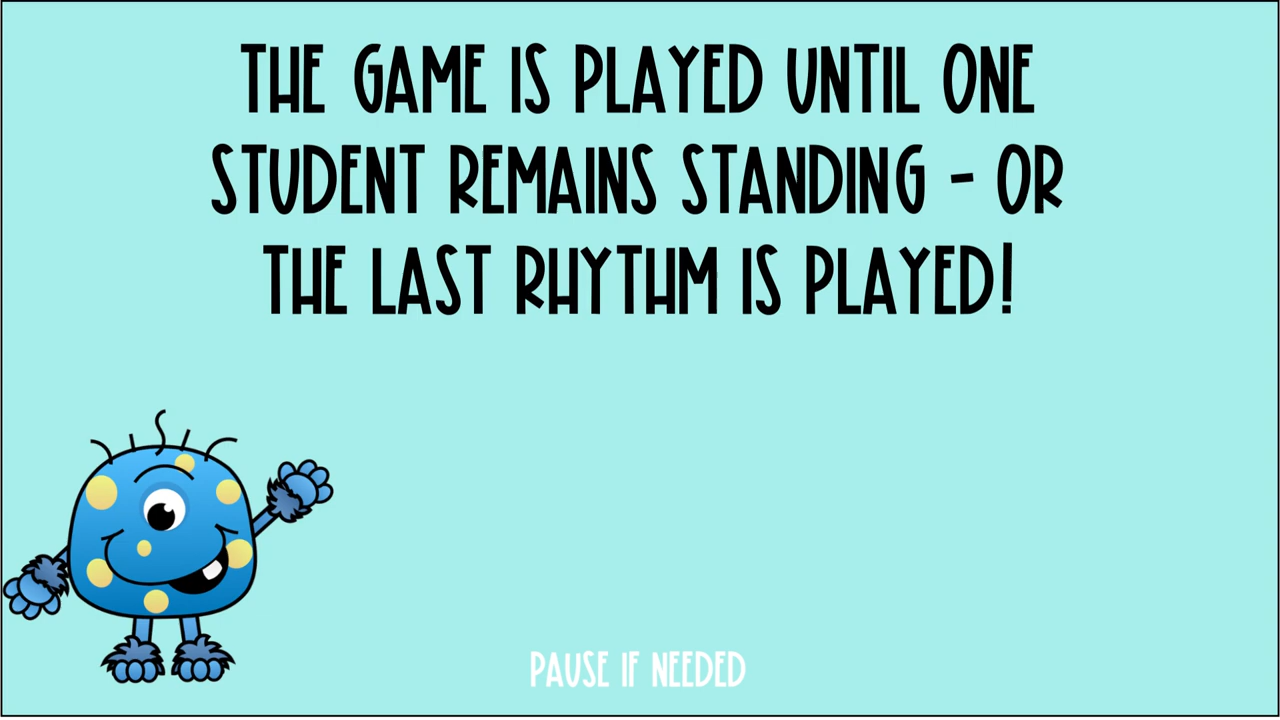 THE GAME IS PLAYED UNTIL ONE
STUDENT REMAINS STANDING - OR
THE LAST RHYTHM IS PLAYED!
PAUSE IF NEEDED